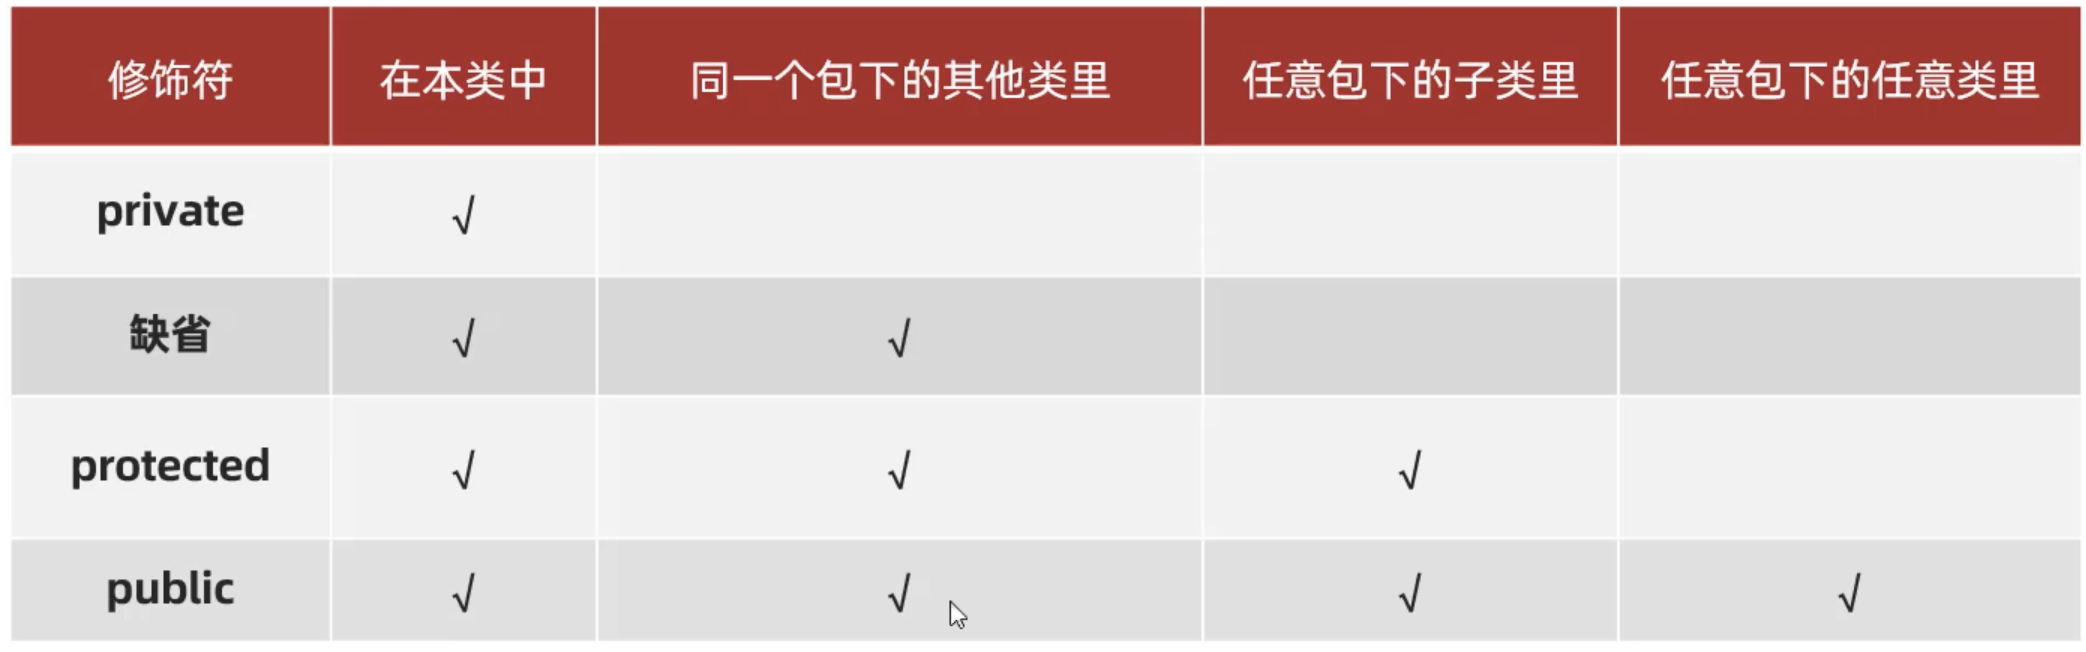 修饰符 在本类中 同一个包下的其他类里 任意包下的子类里 任意包下的任意类里
private √
缺省 √ √
protected √ √ √
public √ √ √ √